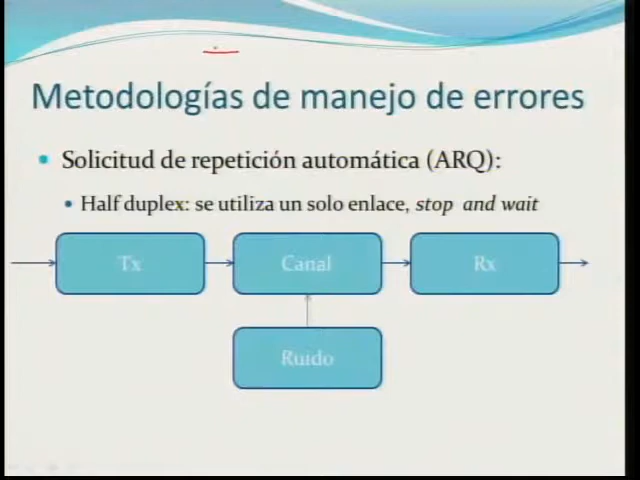 Metodologías de manejo de errores
Solicitud de repetición automática (ARQ):
Half duplex: se utiliza un solo enlace, stop and wait
Tx
Canal
Rx
Ruido